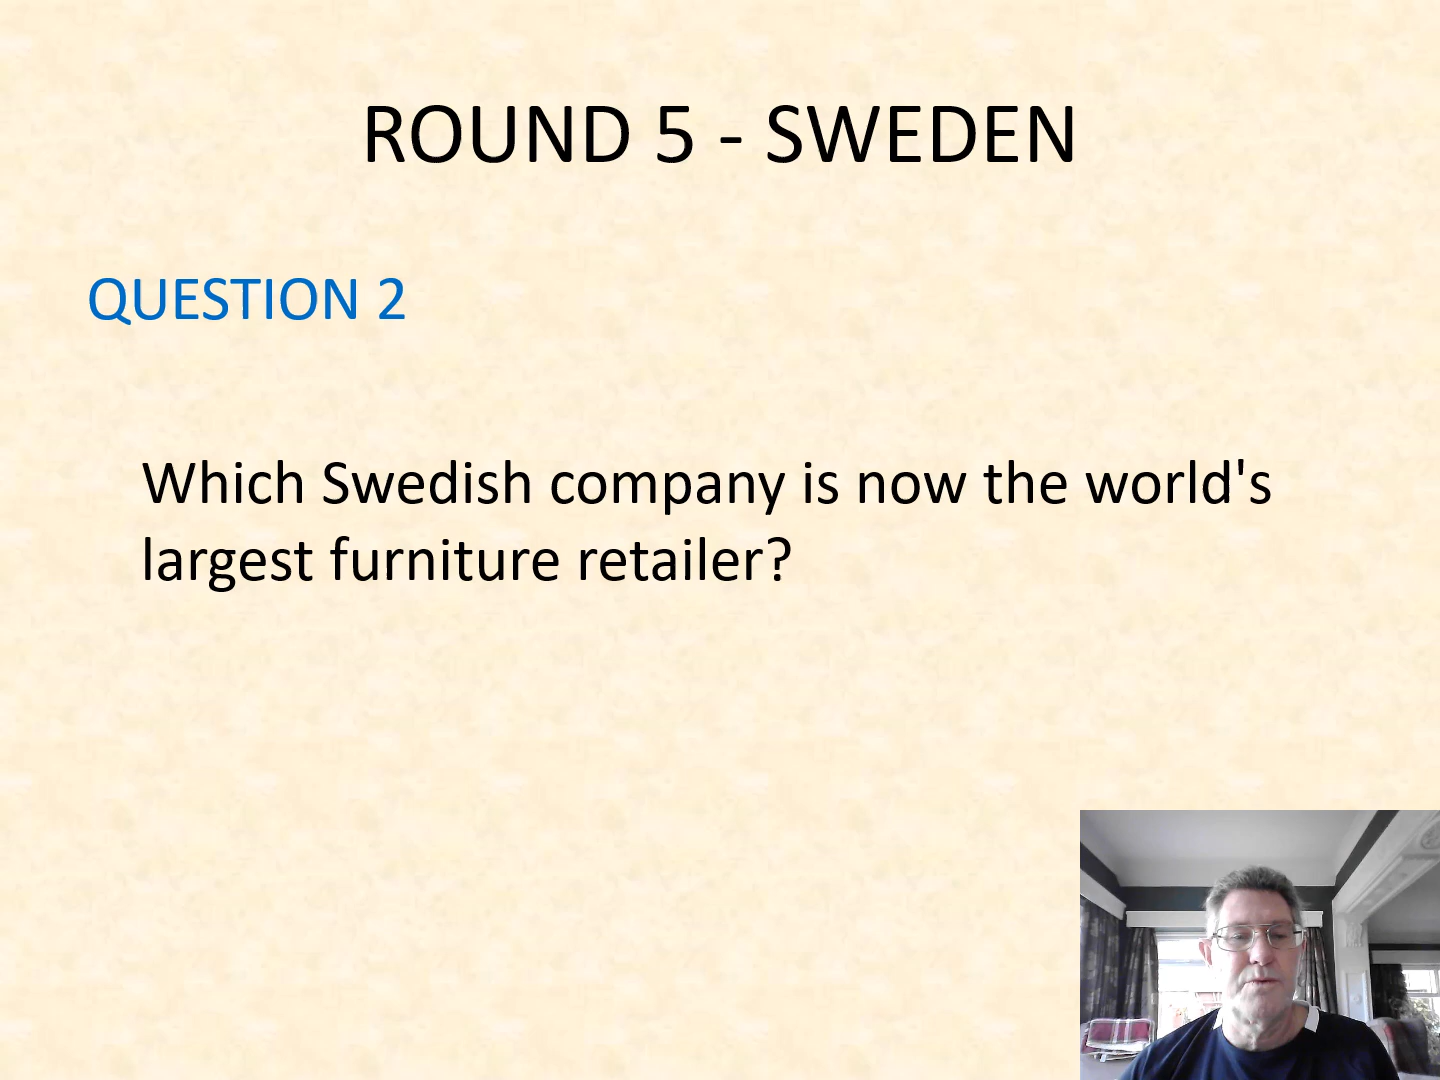 ROUND 5 - SWEDEN
QUESTION 2
Which Swedish company is now the world's
largest furniture retailer?